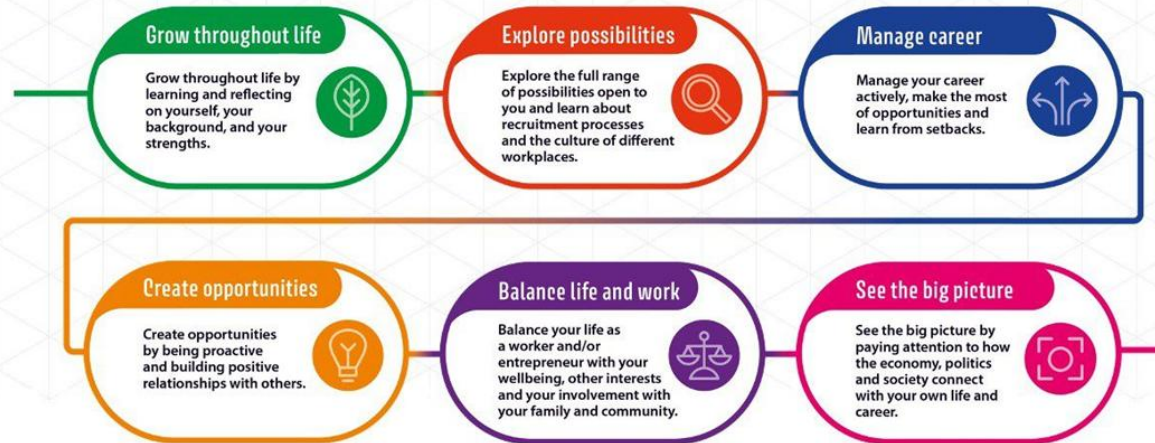 Grow throughout life
Grow throughout life by
learning and reflecting
on yourself, your
background, and your
strengths.
Explore possibilities
Explore the full range
of possibilities open to
you and learn about
recruitment processes
and the culture of different
workplaces.
Manage career
Manage your career
actively, make the most
of opportunities and
learn from setbacks.
Create opportunities
Create opportunities
by being proactive
and building positive
relationships with others.
Balance life and work
Balance your life as
a worker and/or
entrepreneur with your
wellbeing, other interests
and your involvement with
your family and community.
See the big picture
See the big picture by
paying attention to how
the economy, politics
and society connect
with your own life and
career.